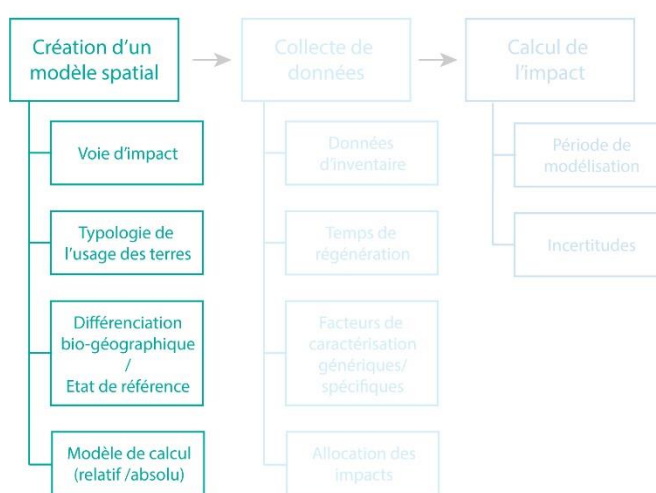 Création d'un
modèle spatial
Voie d'impact
Typologie de
l'usage des terres
Différenciation
bio-géographique
/
Etat de référence
Modèle de calcul
(relatif /absolu)
Collecte de
données
Données
d'inventaire
Temps de
régénération
Facteurs de
caractérisation
génériques/
spécifiques
Allocation des
impacts
Calcul de
l'impact
Période de
modélisation
Incertitudes